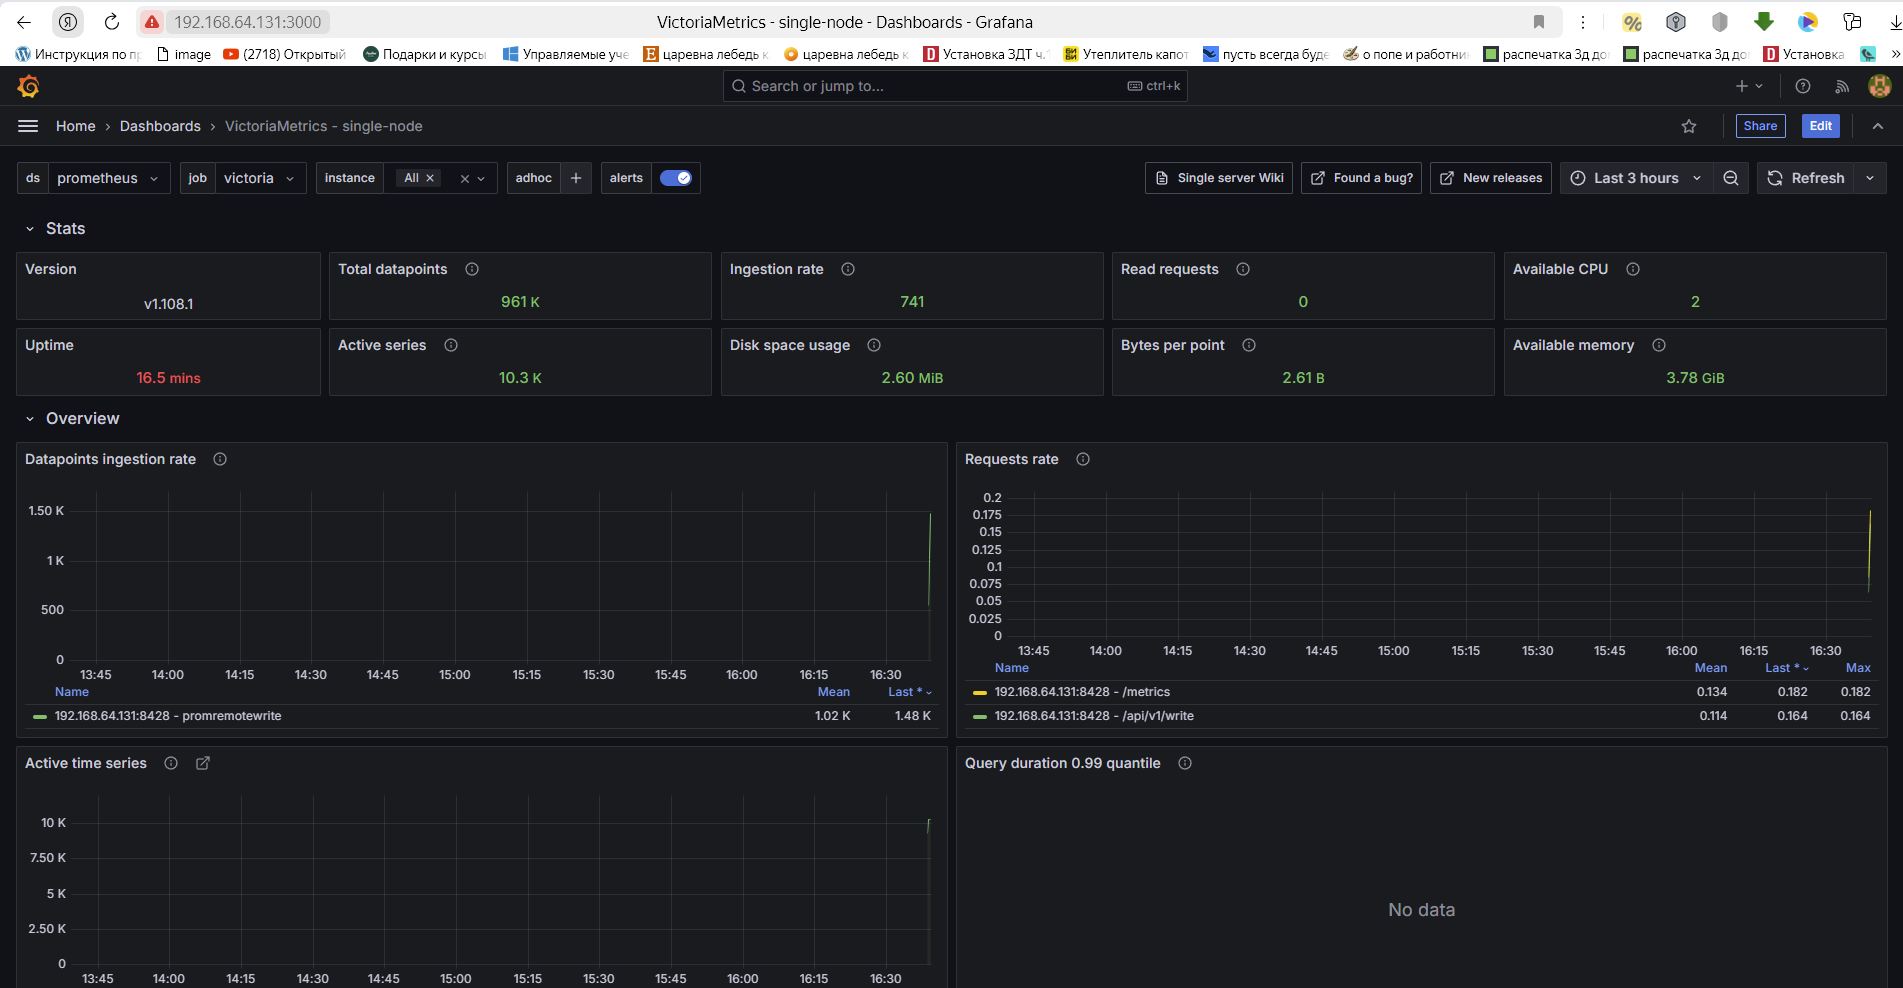 192.168.64.131:3000
VictoriaMetrics - single-node - Dashboards - Grafana
Инструкция по пр
image
(2718) Открытый
Подарки и курсы
Управляемые уче
царевна лебедь к
царевна лебедь к
Установка ЗДТ ч.
Утеплитель капот
пусть всегда буде
о попе и работни
распечатка 3д до
распечатка 3д до
Установка
»
Search or jump to...
ctrl+k
Home › Dashboards › VictoriaMetrics - single-node
Share
Edit
ds prometheus
job victoria
instance All
adhoc
alerts
Single server Wiki
Found a bug?
New releases
Last 3 hours
Refresh
Stats
Version
v1.108.1
Total datapoints
961 K
Ingestion rate
741
Read requests
0
Available CPU
2
Uptime
16.5 mins
Active series
10.3 K
Disk space usage
2.60 MiB
Bytes per point
2.61 B
Available memory
3.78 GiB
Overview
Datapoints ingestion rate
1.50 K
1 K
500
0
13:45 14:00 14:15 14:30 14:45 15:00 15:15 15:30 15:45 16:00 16:15 16:30
Name Mean Last *
192.168.64.131:8428 - promremotewrite 1.02 K 1.48 K
Requests rate
0.2
0.175
0.15
0.125
0.1
0.075
0.05
0.025
0
13:45 14:00 14:15 14:30 14:45 15:00 15:15 15:30 15:45 16:00 16:15 16:30
Name Mean Last * Max
192.168.64.131:8428 - /metrics 0.134 0.182 0.182
192.168.64.131:8428 - /api/v1/write 0.114 0.164 0.164
Active time series
10 K
7.50 K
5 K
2.50 K
0
13:45 14:00 14:15 14:30 14:45 15:00 15:15 15:30 15:45 16:00 16:15 16:30
Query duration 0.99 quantile
No data